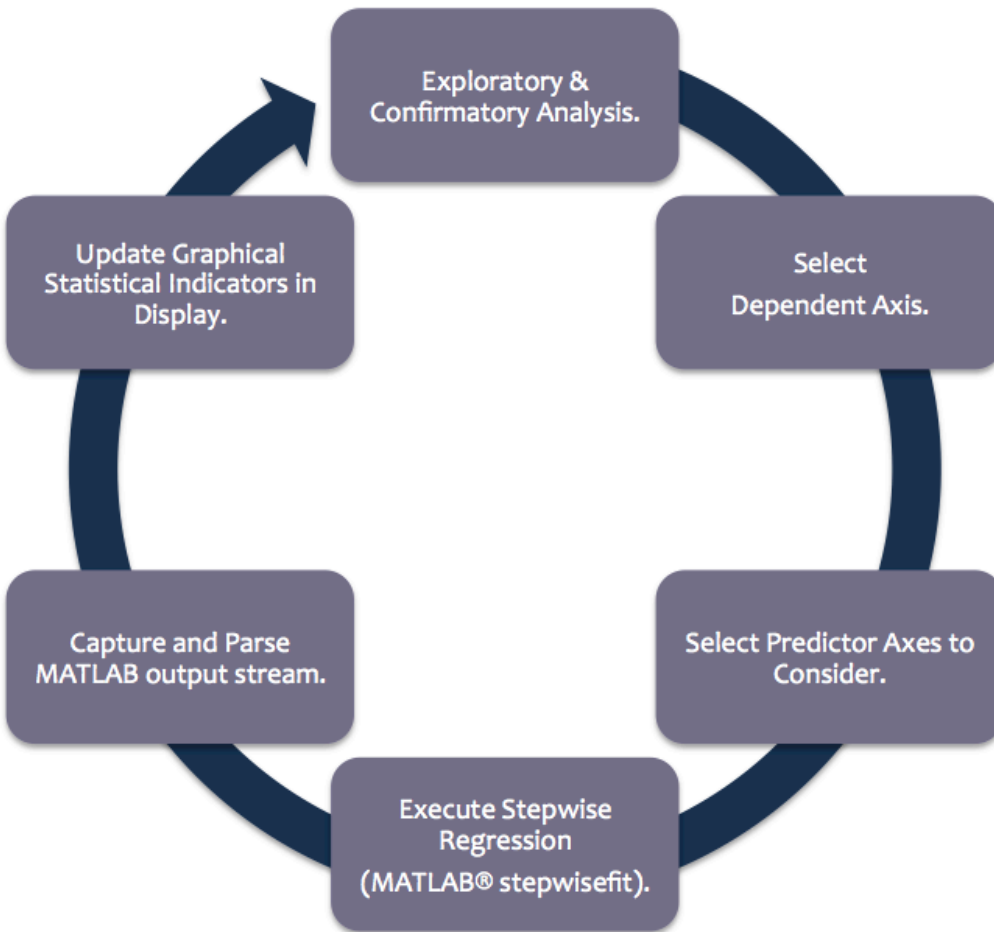 Exploratory &
Confirmatory Analysis.
Select
Dependent Axis.
Select Predictor Axes to
Consider.
Execute Stepwise
Regression
(MATLAB® stepwisefit).
Capture and Parse
MATLAB output stream.
Update Graphical
Statistical Indicators in
Display.